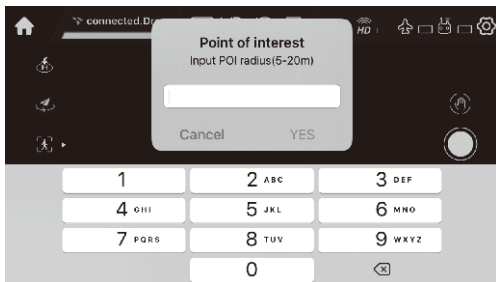 connected.Dr
HD
Point of interest
Input POI radius(5-20m)
Cancel YES
H
1 2 ABC 3 DEF
4 GHI 5 JKL 6 MNO
7 PQRS 8 TUV 9 WXYZ
0